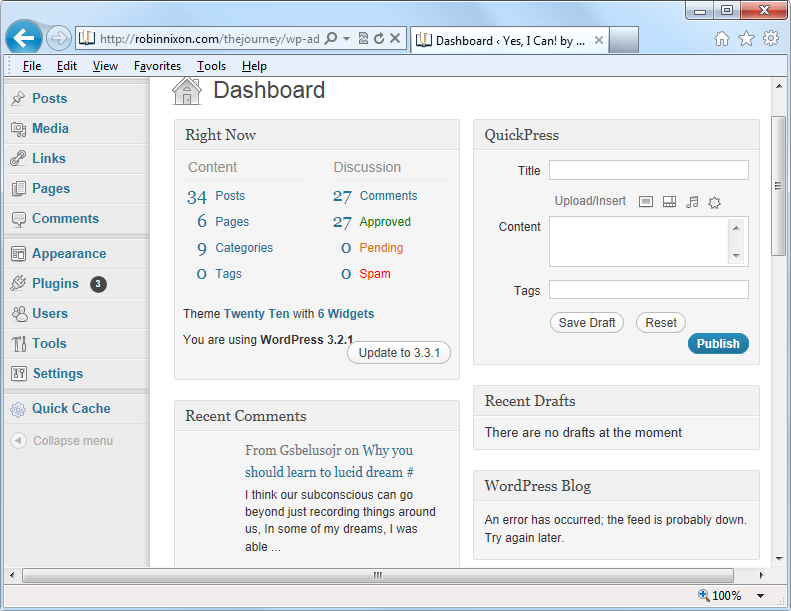 http://robinnixon.com/thejourney/wp-ad
Dashboard ‹ Yes, I Can! by ...
File Edit View Favorites Tools Help
Posts
Media
Links
Pages
Comments
Appearance
Plugins 3
Users
Tools
Settings
Quick Cache
Collapse menu
Dashboard
Right Now
Content Discussion
34 Posts 27 Comments
6 Pages 27 Approved
9 Categories 0 Pending
0 Tags 0 Spam
Theme Twenty Ten with 6 Widgets
You are using WordPress 3.2.1
Update to 3.3.1
Recent Comments
From Gsbelusojr on Why you
should learn to lucid dream #
I think our subconscious can go
beyond just recording things around
us, In some of my dreams, I was
able ...
QuickPress
Title
Upload/Insert
Content
Tags
Save Draft Reset
Publish
Recent Drafts
There are no drafts at the moment
WordPress Blog
An error has occurred; the feed is probably down.
Try again later.
100%